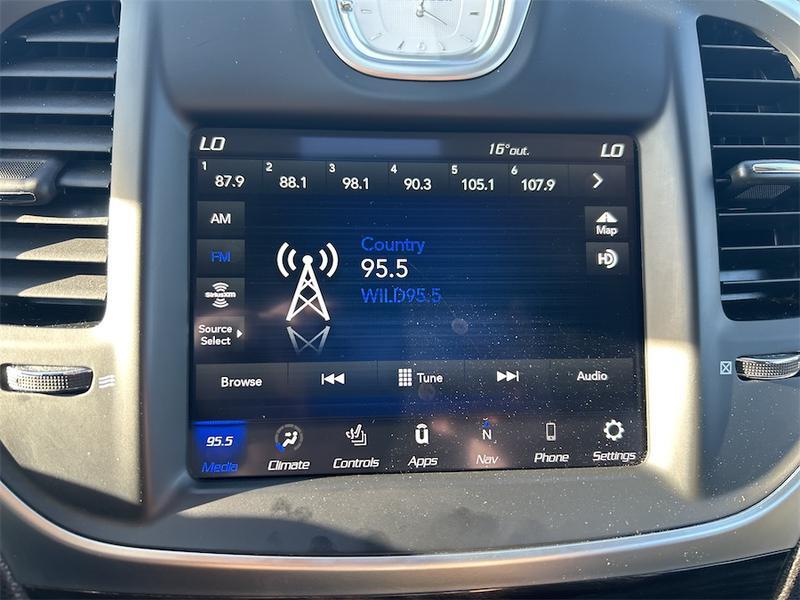 LO 16°out. LO
1 87.9 2 88.1 3 98.1 4 90.3 5 105.1 6 107.9
AM
Map
Country
FM
95.5
HD
WILD95.5
SiriusXM
Source
Select
Browse Tune Audio
95.5 N
Media Climate Controls Apps Nav Phone Settings